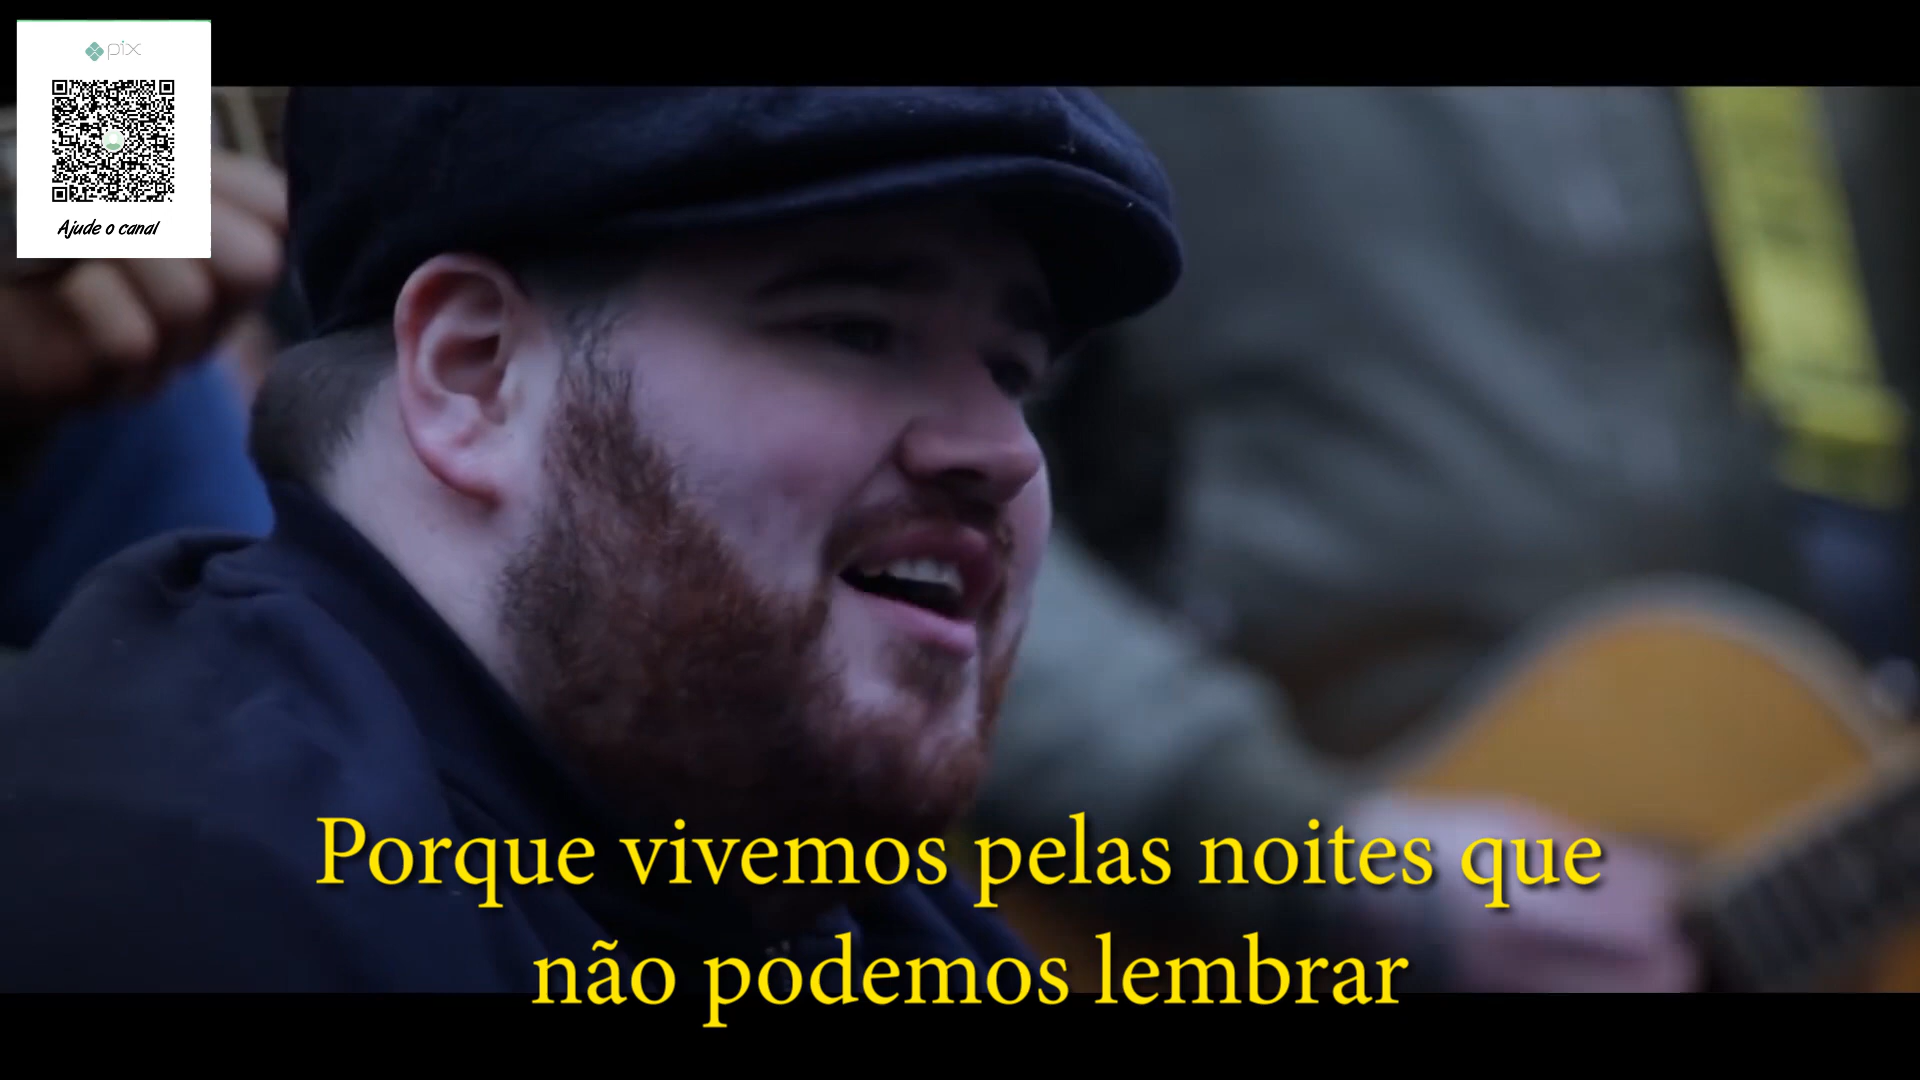 pix
Ajude o canal
Porque vivemos pelas noites que
não podemos lembrar